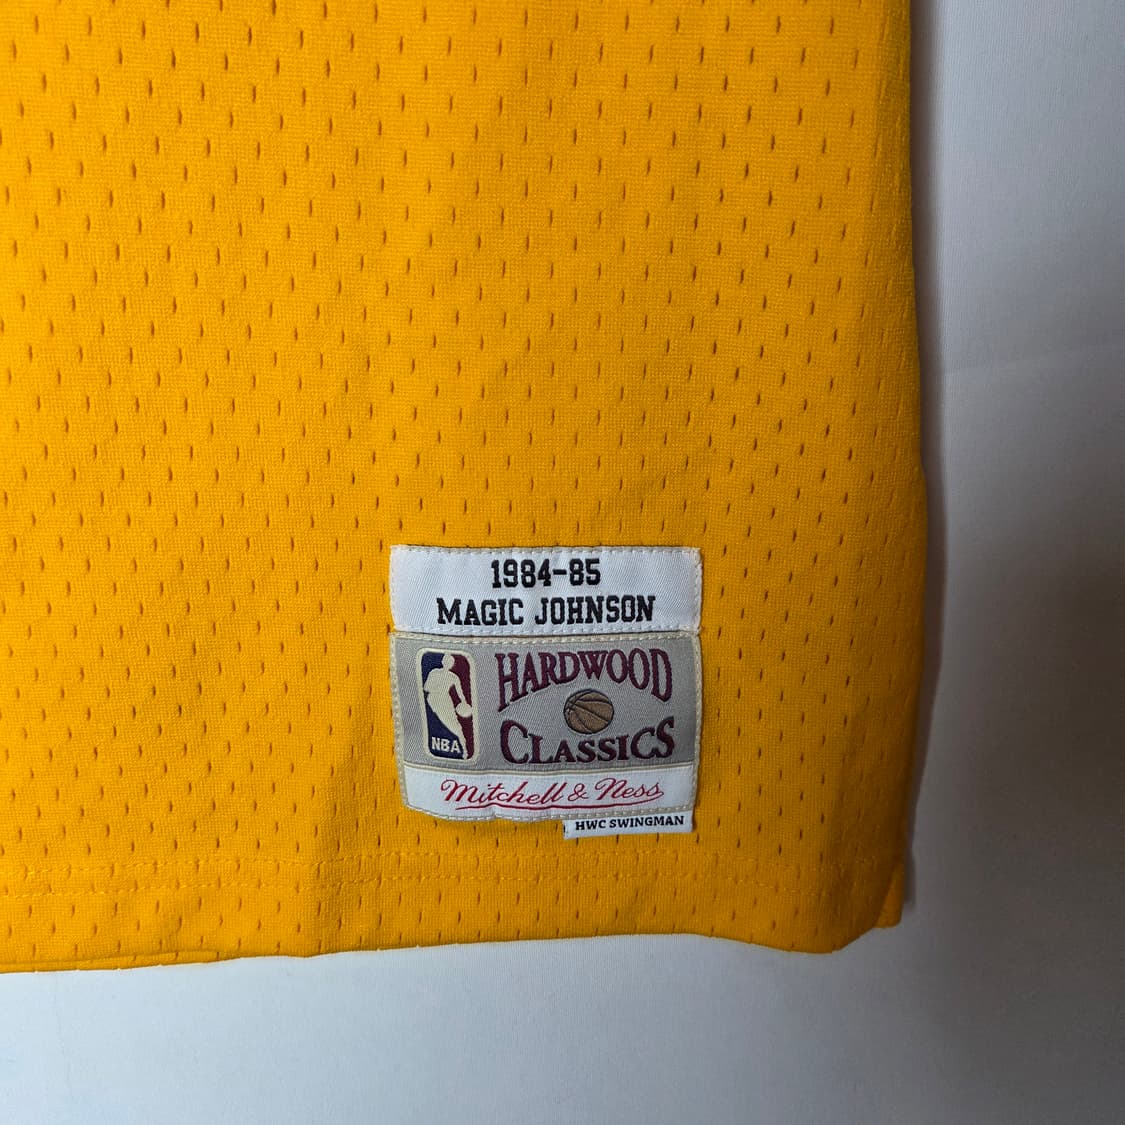 1984-85
MAGIC JOHNSON
HARDWOOD
CLASSICS
NBA
Mitchell & Ness
HWC SWINGMAN